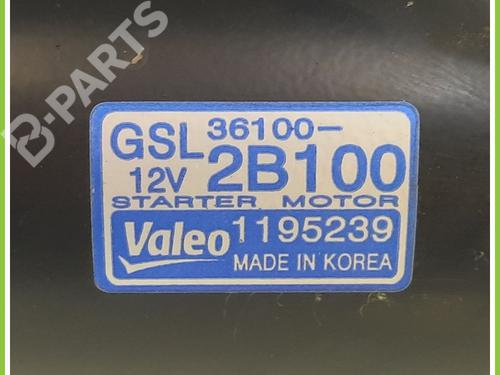 B-PARTS
GSL 36100-
12V 2B100
STARTER MOTOR
Valeo 1195239
MADE IN KOREA